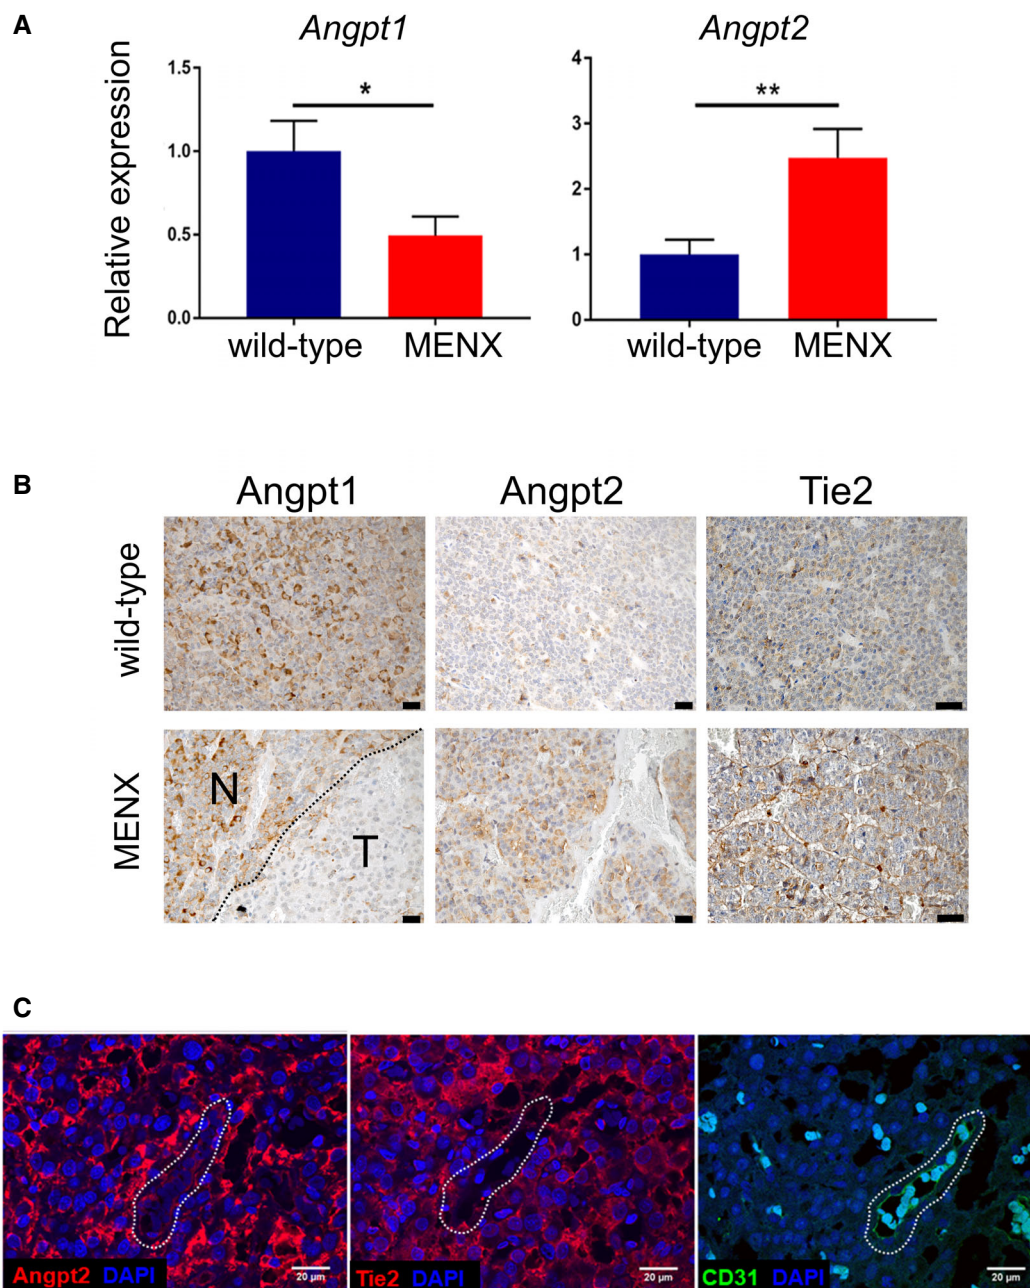 A
Angpt1
Angpt2
Relative expression
1.5
1.0
0.5
0.0
*
wild-type
MENX
4
3
2
1
0
**
wild-type
MENX
B
Angpt1
Angpt2
Tie2
wild-type
MENX
N
T
C
Angpt2 DAPI
20 µm
Tie2 DAPI
20 µm
CD31 DAPI
20 µm